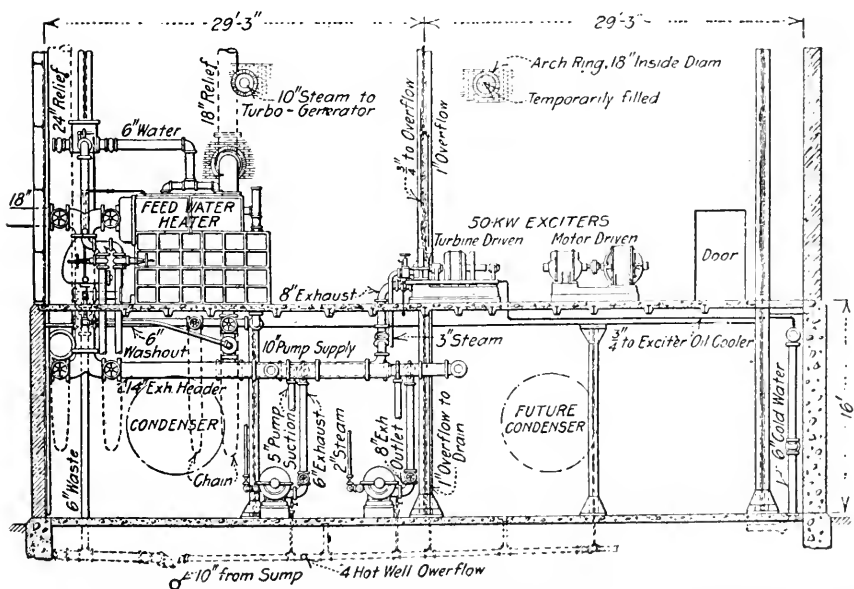 29'-3"
29'-3"
24" Relief
6" Water
18" Relief
10" Steam to
Turbo-Generator
Arch Ring, 18" Inside Diam
Temporarily filled
3/4" to Overflow
1" Overflow
18"
FEED WATER
HEATER
50-KW EXCITERS
Turbine Driven
Motor Driven
Door
8" Exhaust
6"
Washout
10" Pump Supply
3" Steam
3/4" to Exciter Oil Cooler
14" Exh. Header
CONDENSER
FUTURE
CONDENSER
16'
6" Waste
Chain
5" Pump
Suction
6" Exhaust
2" Steam
8" Exh
Outlet
1" Overflow to
Drain
6" Cold Water
10" from Sump
4 Hot Well Owerflow